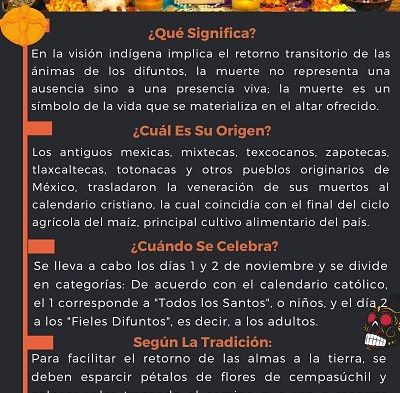 ¿Qué Significa?
En la visión indígena implica el retorno transitorio de las
ánimas de los difuntos, la muerte no representa una
ausencia sino a una presencia viva; la muerte es un
símbolo de la vida que se materializa en el altar ofrecido.
¿Cuál Es Su Origen?
Los antiguos mexicas, mixtecas, texcocanos, zapotecas,
tlaxcaltecas, totonacas y otros pueblos originarios de
México, trasladaron la veneración de sus muertos al
calendario cristiano, la cual coincidía con el final del ciclo
agrícola del maíz, principal cultivo alimentario del país.
¿Cuándo Se Celebra?
Se lleva a cabo los días 1 y 2 de noviembre y se divide
en categorías: De acuerdo con el calendario católico,
el 1 corresponde a "Todos los Santos", o niños, y el día 2
a los "Fieles Difuntos", es decir, a los adultos.
Según La Tradición:
Para facilitar el retorno de las almas a la tierra, se
deben esparcir pétalos de flores de cempasúchil y